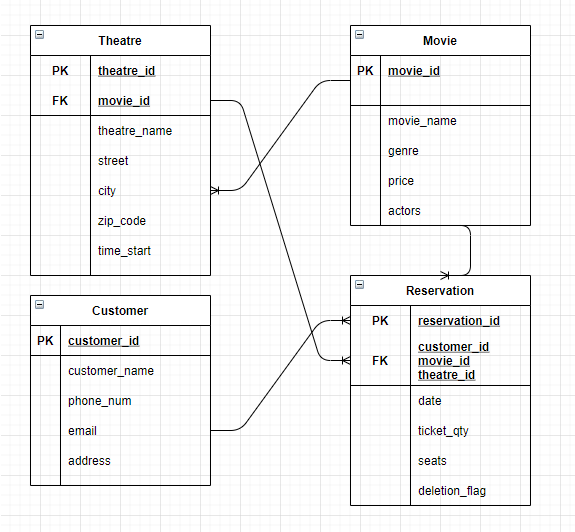 Theatre
PK theatre_id
FK movie_id
theatre_name
street
city
zip_code
time_start
Movie
PK movie_id
movie_name
genre
price
actors
Customer
PK customer_id
customer_name
phone_num
email
address
Reservation
PK reservation_id
customer_id
FK movie_id
theatre_id
date
ticket_qty
seats
deletion_flag